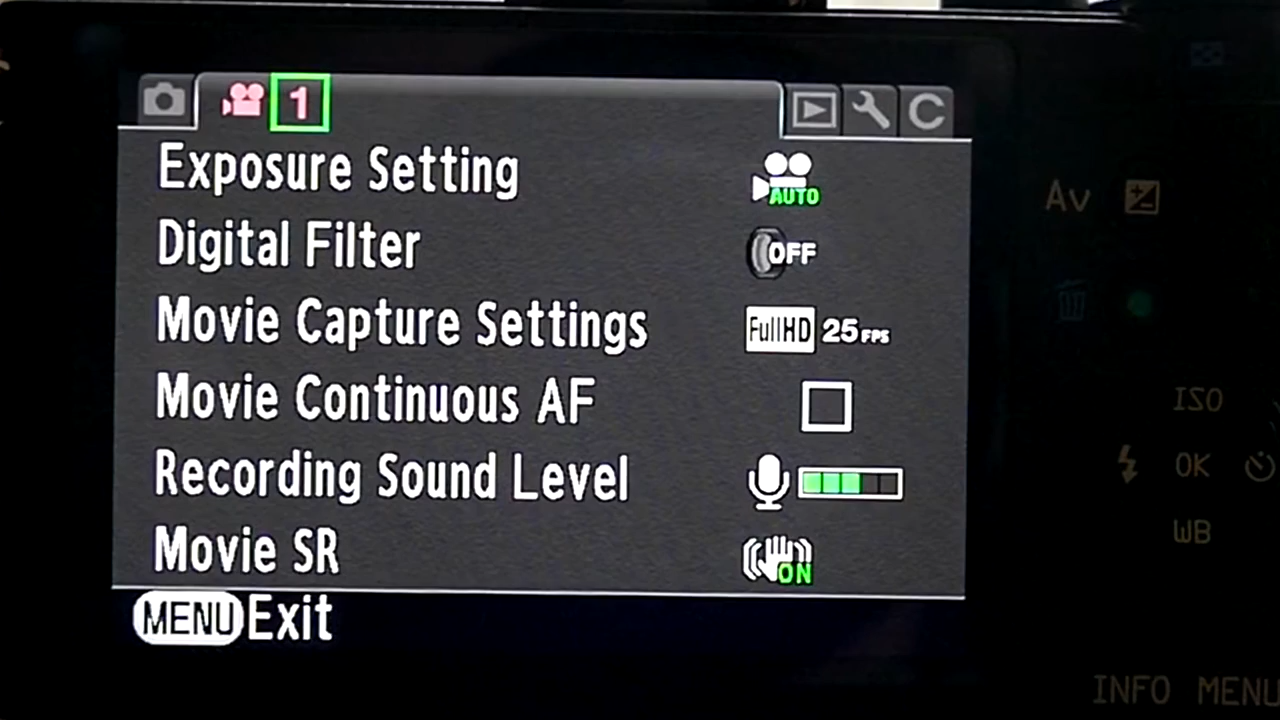 1
C
Exposure Setting AUTO
Digital Filter OFF
Movie Capture Settings FullHD 25FPS
Movie Continuous AF
Recording Sound Level
Movie SR ON
MENU Exit
Av
ISO
OK
WB
INFO MENU